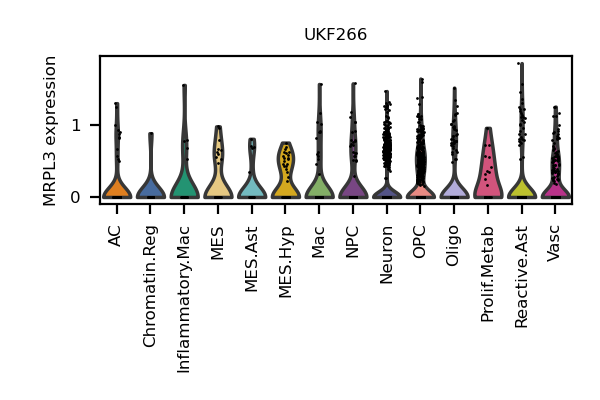 UKF266
MRPL3 expression
1
0
AC
Chromatin.Reg
Inflammatory.Mac
MES
MES.Ast
MES.Hyp
Mac
NPC
Neuron
OPC
Oligo
Prolif.Metab
Reactive.Ast
Vasc